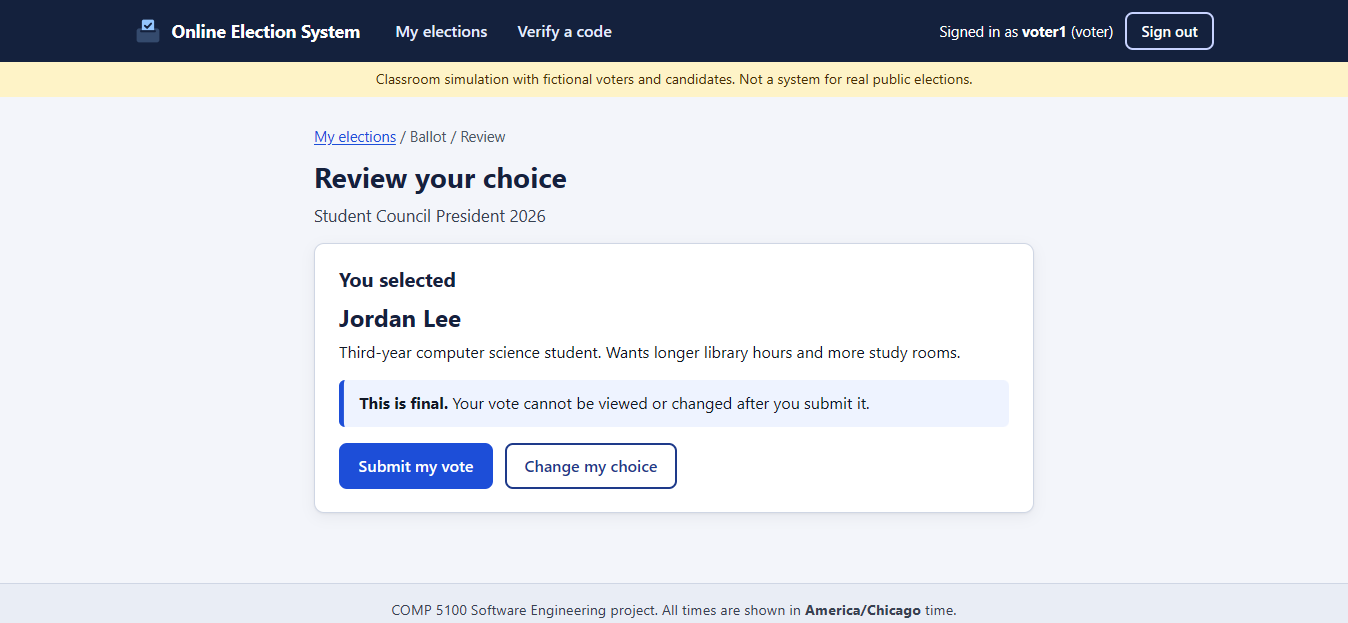 Online Election System My elections Verify a code Signed in as voter1 (voter) Sign out
Classroom simulation with fictional voters and candidates. Not a system for real public elections.
My elections / Ballot / Review
Review your choice
Student Council President 2026
You selected
Jordan Lee
Third-year computer science student. Wants longer library hours and more study rooms.
This is final. Your vote cannot be viewed or changed after you submit it.
Submit my vote Change my choice
COMP 5100 Software Engineering project. All times are shown in America/Chicago time.